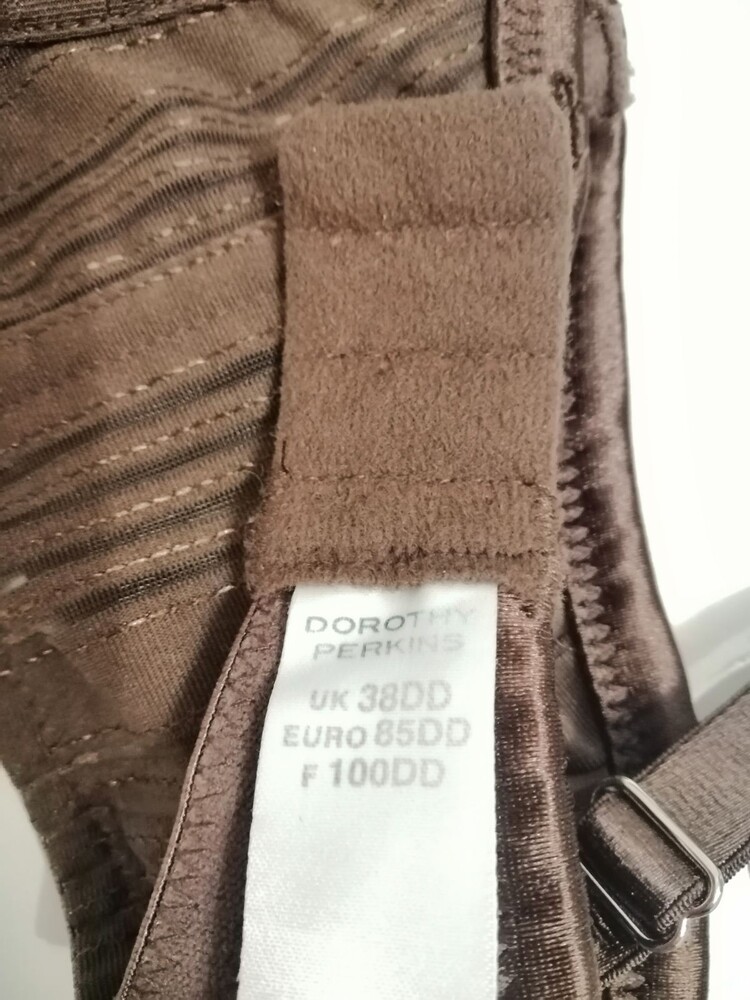 DOROTHY
PERKINS
UK 38DD
EURO 85DD
F 100DD